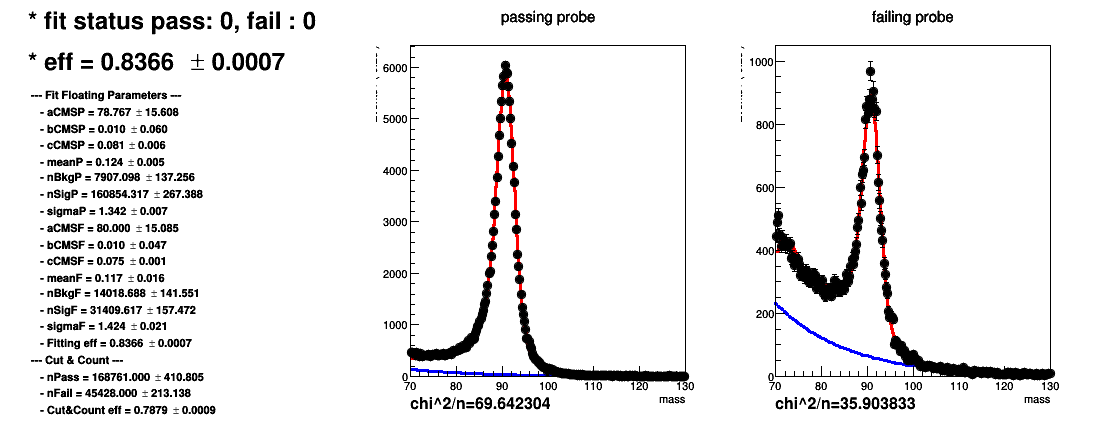 * fit status pass: 0, fail : 0
* eff = 0.8366 ± 0.0007
--- Fit Floating Parameters ---
- aCMSP = 78.767 ± 15.608
- bCMSP = 0.010 ± 0.060
- cCMSP = 0.081 ± 0.006
- meanP = 0.124 ± 0.005
- nBkgP = 7907.098 ± 137.256
- nSigP = 160854.317 ± 267.388
- sigmaP = 1.342 ± 0.007
- aCMSF = 80.000 ± 15.085
- bCMSF = 0.010 ± 0.047
- cCMSF = 0.075 ± 0.001
- meanF = 0.117 ± 0.016
- nBkgF = 14018.688 ± 141.551
- nSigF = 31409.617 ± 157.472
- sigmaF = 1.424 ± 0.021
- Fitting eff = 0.8366 ± 0.0007
--- Cut & Count ---
- nPass = 168761.000 ± 410.805
- nFail = 45428.000 ± 213.138
- Cut&Count eff = 0.7879 ± 0.0009
passing probe
6000
5000
4000
3000
2000
1000
0
70 80 90 100 110 120 130
mass
chi^2/n=69.642304
failing probe
1000
800
600
400
200
0
70 80 90 100 110 120 130
mass
chi^2/n=35.903833